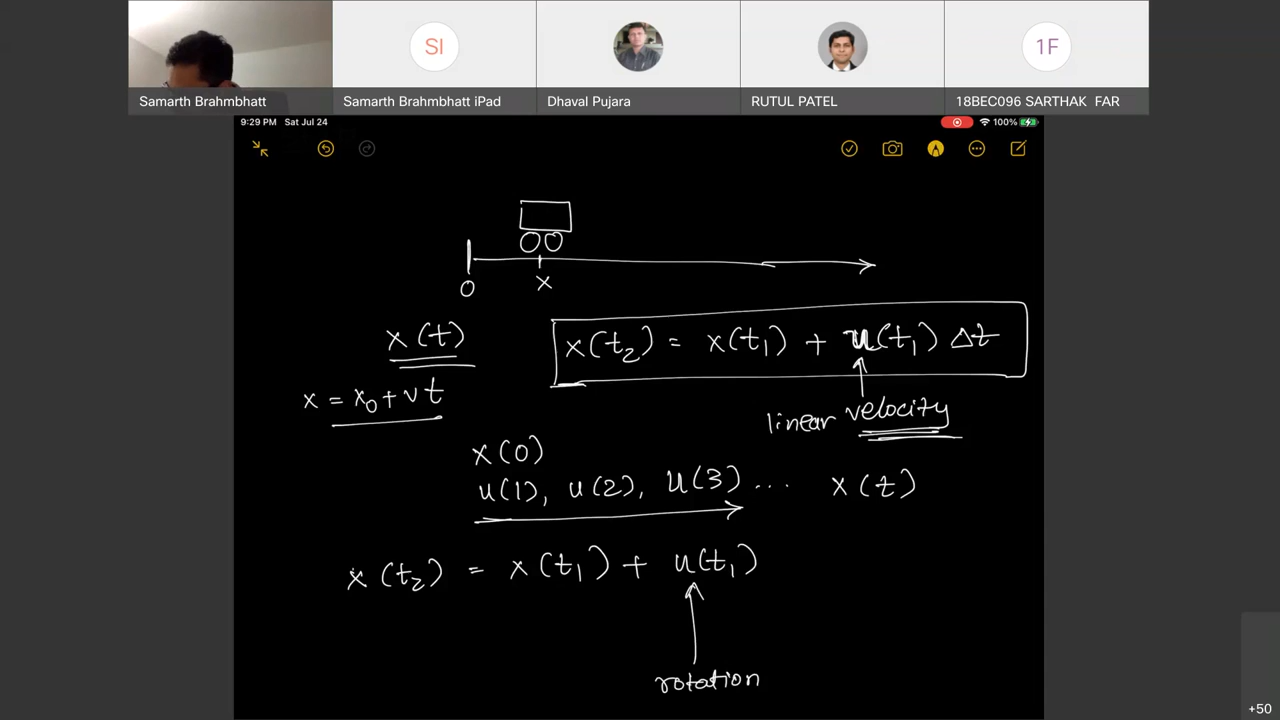 SI
1F
Samarth Brahmbhatt
Samarth Brahmbhatt iPad
Dhaval Pujara
RUTUL PATEL
18BEC096 SARTHAK FAR
9:29 PM Sat Jul 24
100%
0
x
x(t)
x(t₂) = x(t₁) + u(t₁) Δt
x = x₀ + vt
linear velocity
x(0)
u(1), u(2), u(3) ... x(t)
x(t₂) = x(t₁) + u(t₁)
rotation
+50